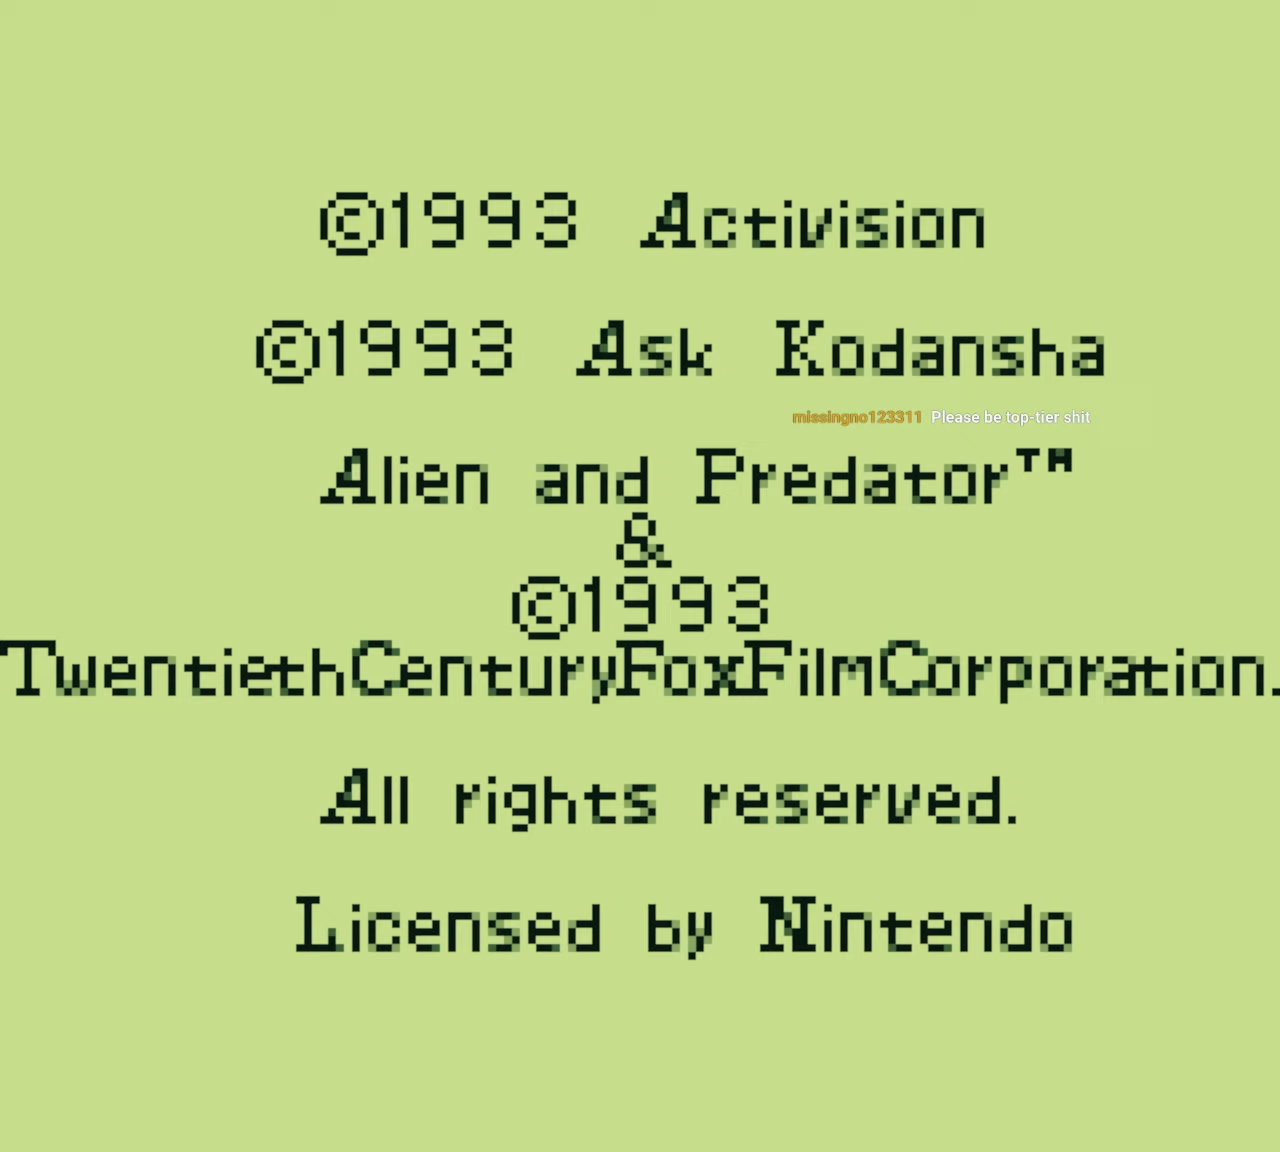 ©1993 Activision
©1993 Ask Kodansha
missingno123311 Please be top-tier shit
Alien and Predator™
&
©1993
TwentiethCenturyFoxFilmCorporation.
All rights reserved.
Licensed by Nintendo